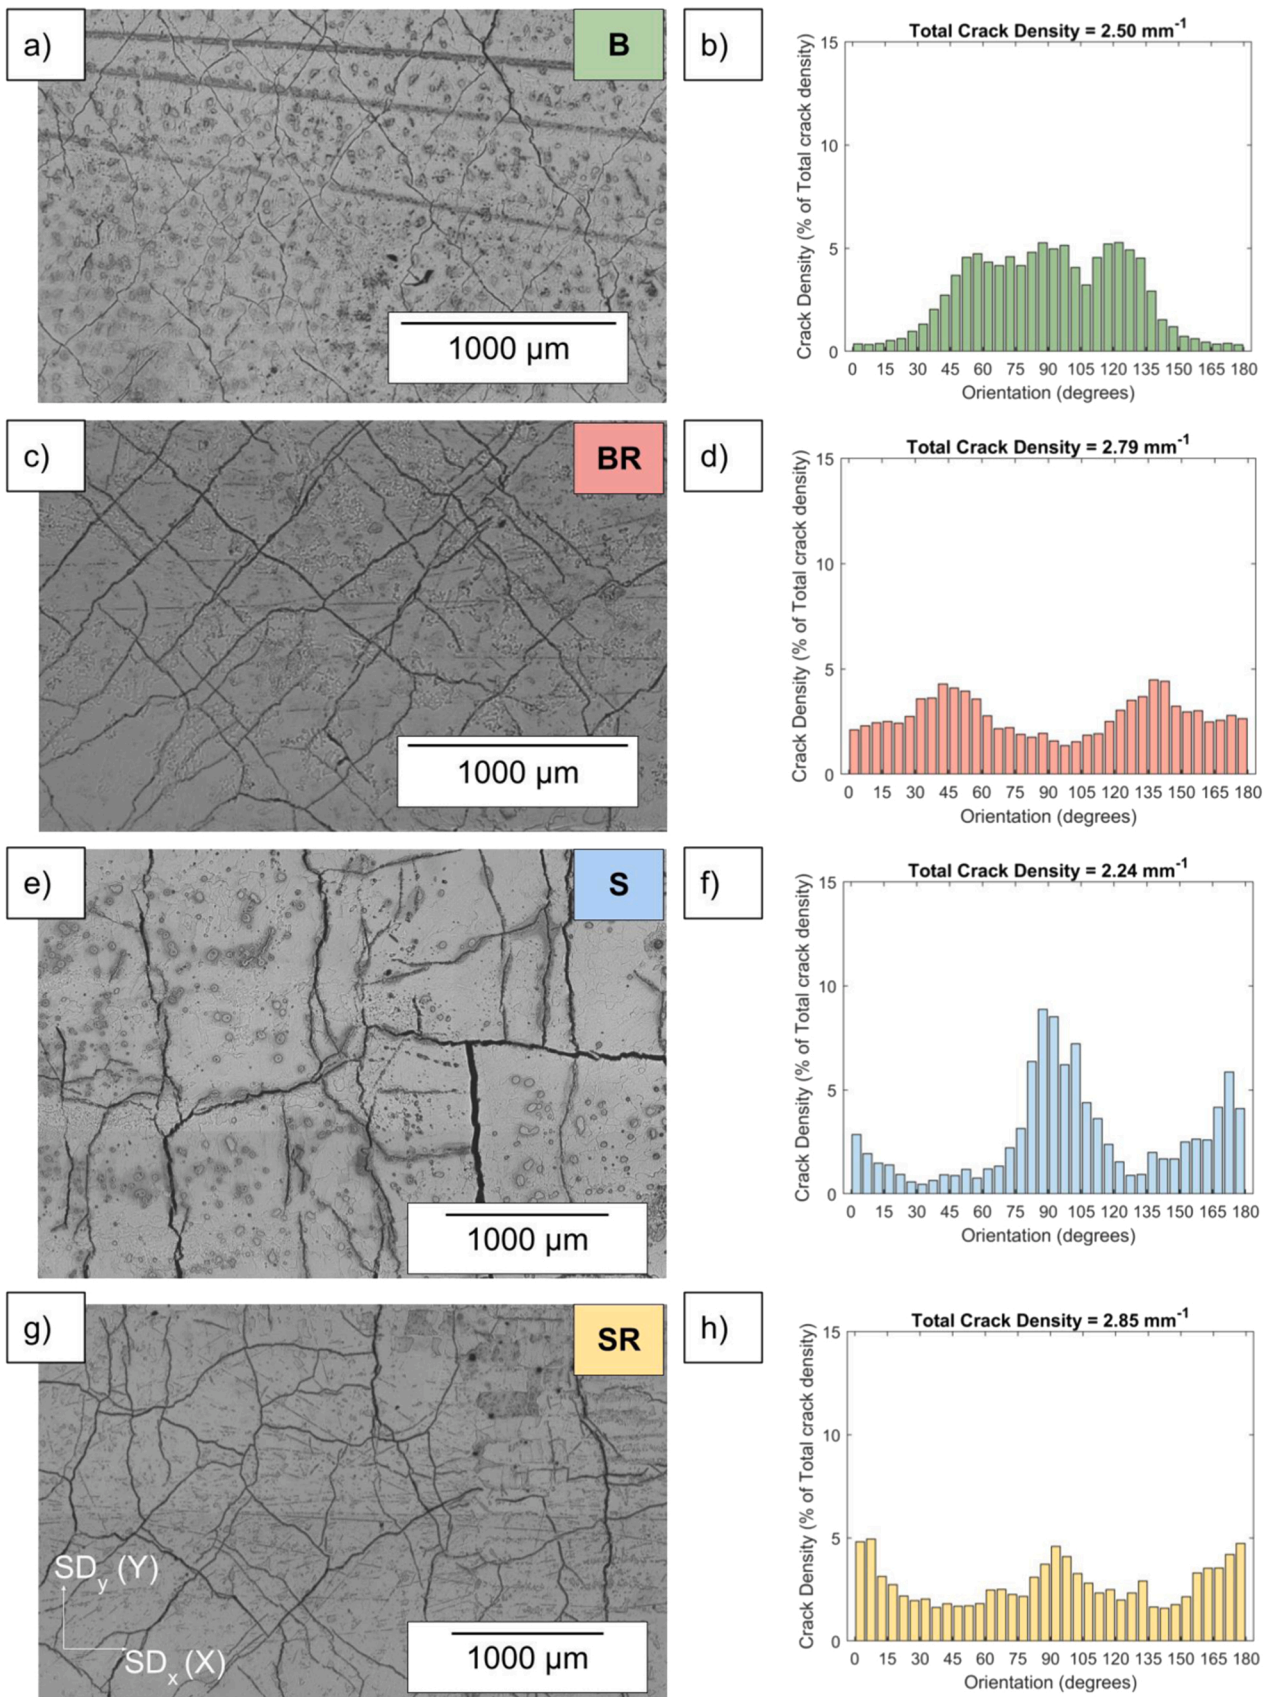 a)
B
1000 µm
b)
Total Crack Density = 2.50 mm⁻¹
Crack Density (% of Total crack density)
15
10
5
0
0 15 30 45 60 75 90 105 120 135 150 165 180
Orientation (degrees)
c)
BR
1000 µm
d)
Total Crack Density = 2.79 mm⁻¹
Crack Density (% of Total crack density)
15
10
5
0
0 15 30 45 60 75 90 105 120 135 150 165 180
Orientation (degrees)
e)
S
1000 µm
f)
Total Crack Density = 2.24 mm⁻¹
Crack Density (% of Total crack density)
15
10
5
0
0 15 30 45 60 75 90 105 120 135 150 165 180
Orientation (degrees)
g)
SR
SDy (Y)
SDx (X)
1000 µm
h)
Total Crack Density = 2.85 mm⁻¹
Crack Density (% of Total crack density)
15
10
5
0
0 15 30 45 60 75 90 105 120 135 150 165 180
Orientation (degrees)